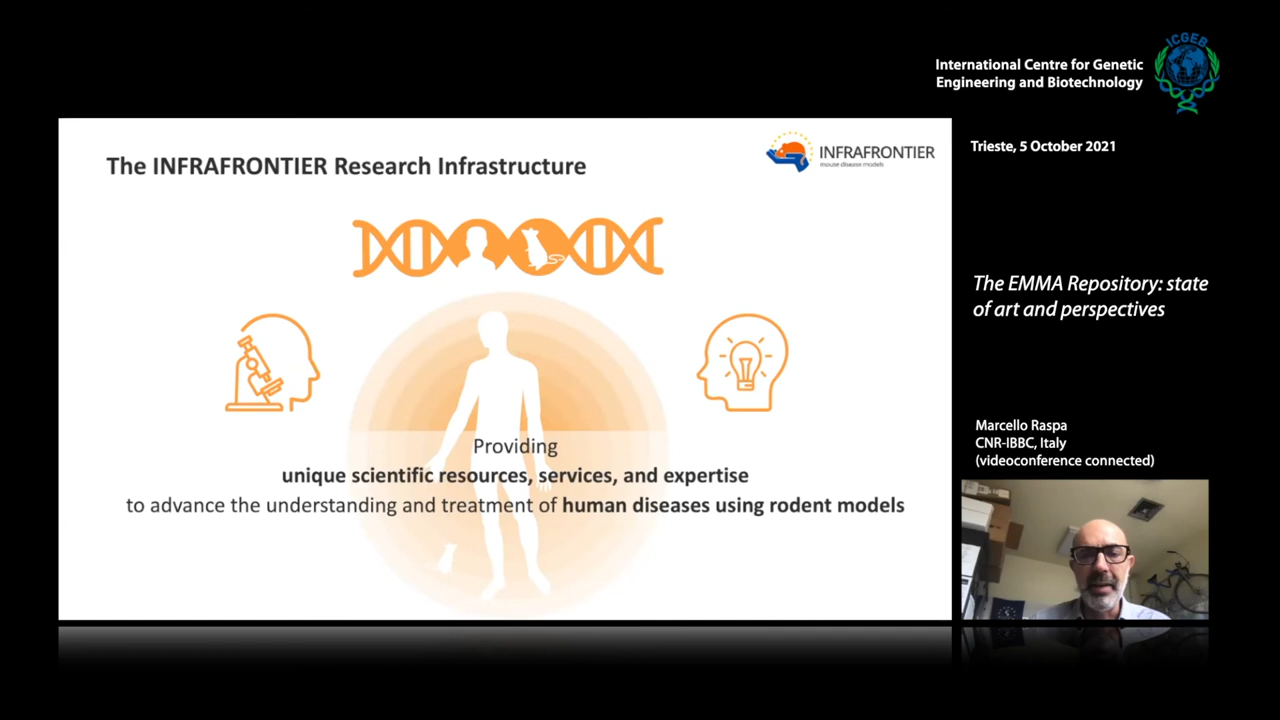 International Centre for Genetic
Engineering and Biotechnology
ICGEB
Trieste, 5 October 2021
The INFRAFRONTIER Research Infrastructure
INFRAFRONTIER
mouse disease models
Providing
unique scientific resources, services, and expertise
to advance the understanding and treatment of human diseases using rodent models
The EMMA Repository: state
of art and perspectives
Marcello Raspa
CNR-IBBC, Italy
(videoconference connected)